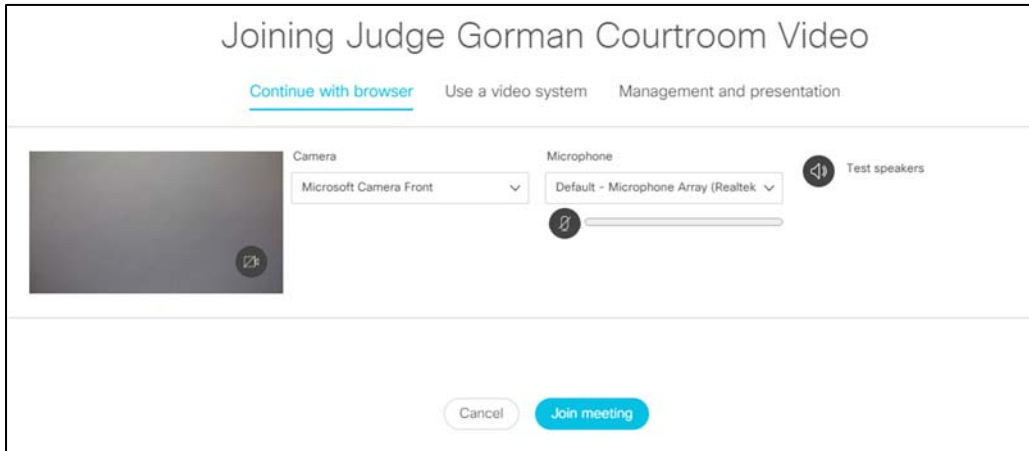 Joining Judge Gorman Courtroom Video
Continue with browser Use a video system Management and presentation
Camera
Microphone
Test speakers
Microsoft Camera Front
Default - Microphone Array (Realtek
Cancel Join meeting